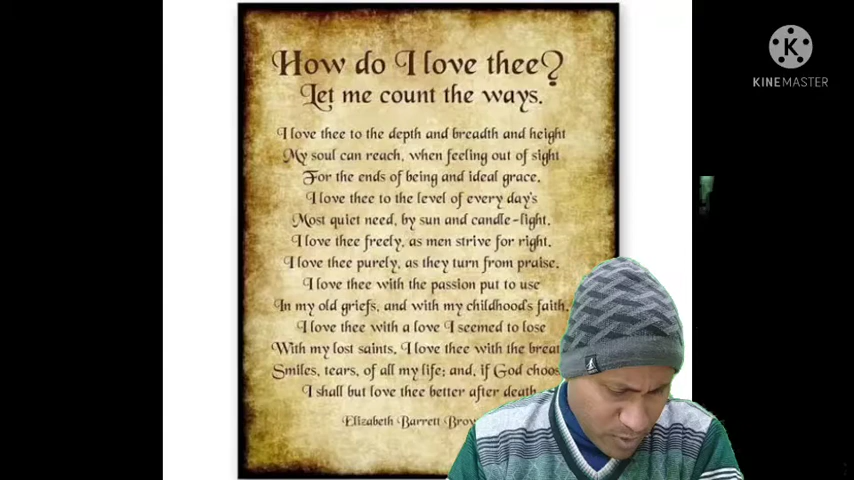 How do I love thee?
Let me count the ways.
I love thee to the depth and breadth and height
My soul can reach, when feeling out of sight
For the ends of being and ideal grace.
I love thee to the level of every day's
Most quiet need, by sun and candle-light.
I love thee freely, as men strive for right.
I love thee purely, as they turn from praise.
I love thee with the passion put to use
In my old griefs, and with my childhood's faith.
I love thee with a love I seemed to lose
With my lost saints. I love thee with the
Smiles, tears, of all my life; and, if God
I shall but love thee better after death
Elizabeth Barrett
K
KINEMASTER